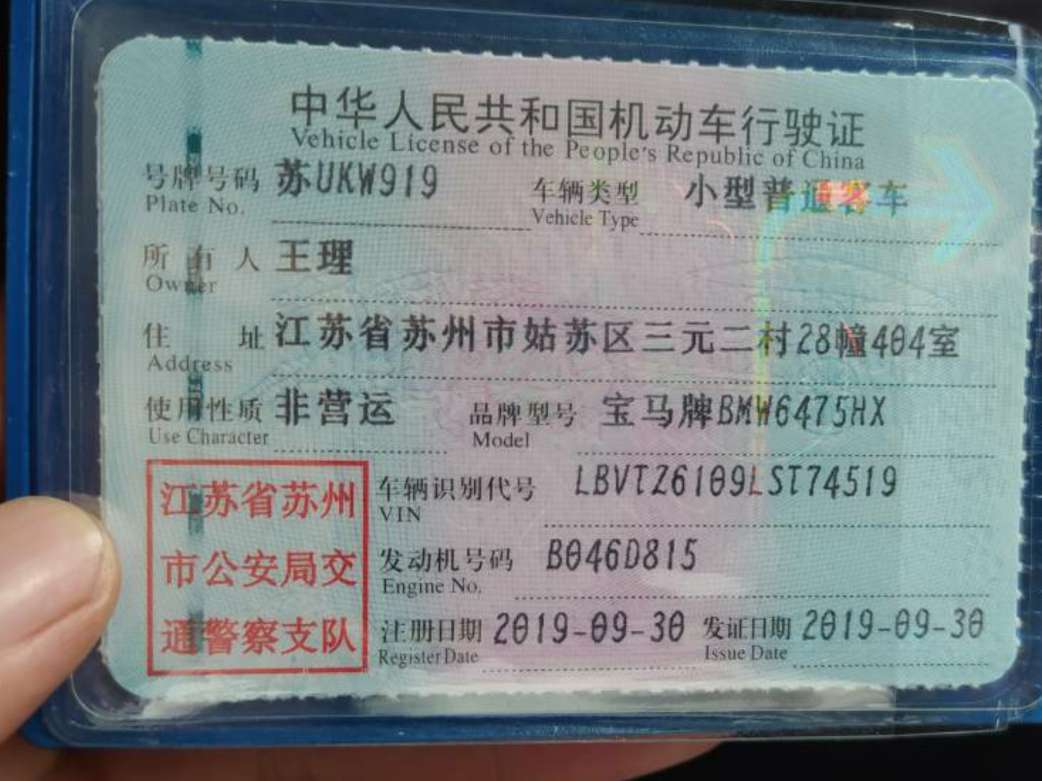 中华人民共和国机动车行驶证
Vehicle License of the People's Republic of China
号牌号码 苏UKW919 车辆类型 小型普通客车
Plate No. Vehicle Type
所有人 王理
Owner
住址 江苏省苏州市姑苏区三元二村28幢404室
Address
使用性质 非营运 品牌型号 宝马牌BMW6475HX
Use Character Model
江苏省苏州
市公安局交
通警察支队
车辆识别代号 LBVTZ6109LST74519
VIN
发动机号码 B046D815
Engine No.
注册日期 2019-09-30 发证日期 2019-09-30
Register Date Issue Date